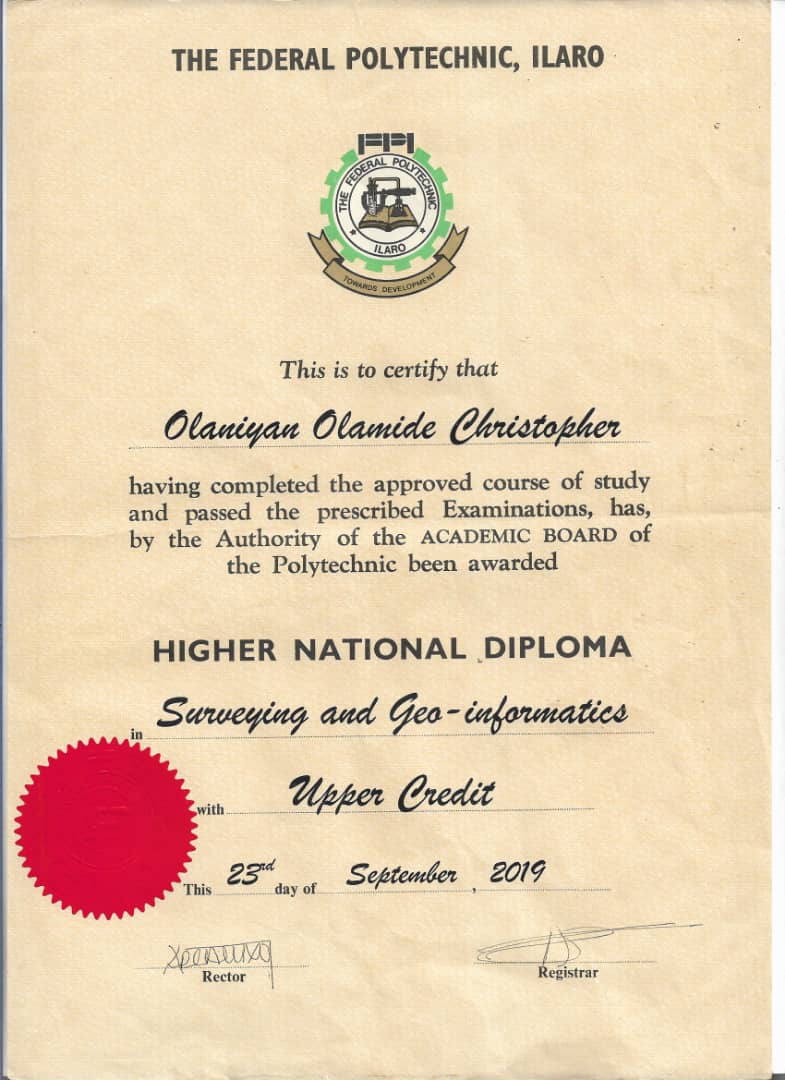 THE FEDERAL POLYTECHNIC, ILARO
FPI
THE FEDERAL POLYTECHNIC
ILARO
TOWARDS DEVELOPMENT
This is to certify that
Olaniyan Olamide Christopher
having completed the approved course of study
and passed the prescribed Examinations, has,
by the Authority of the ACADEMIC BOARD of
the Polytechnic been awarded
HIGHER NATIONAL DIPLOMA
in Surveying and Geo-informatics
with Upper Credit
This 23rd day of September, 2019
Rector
Registrar